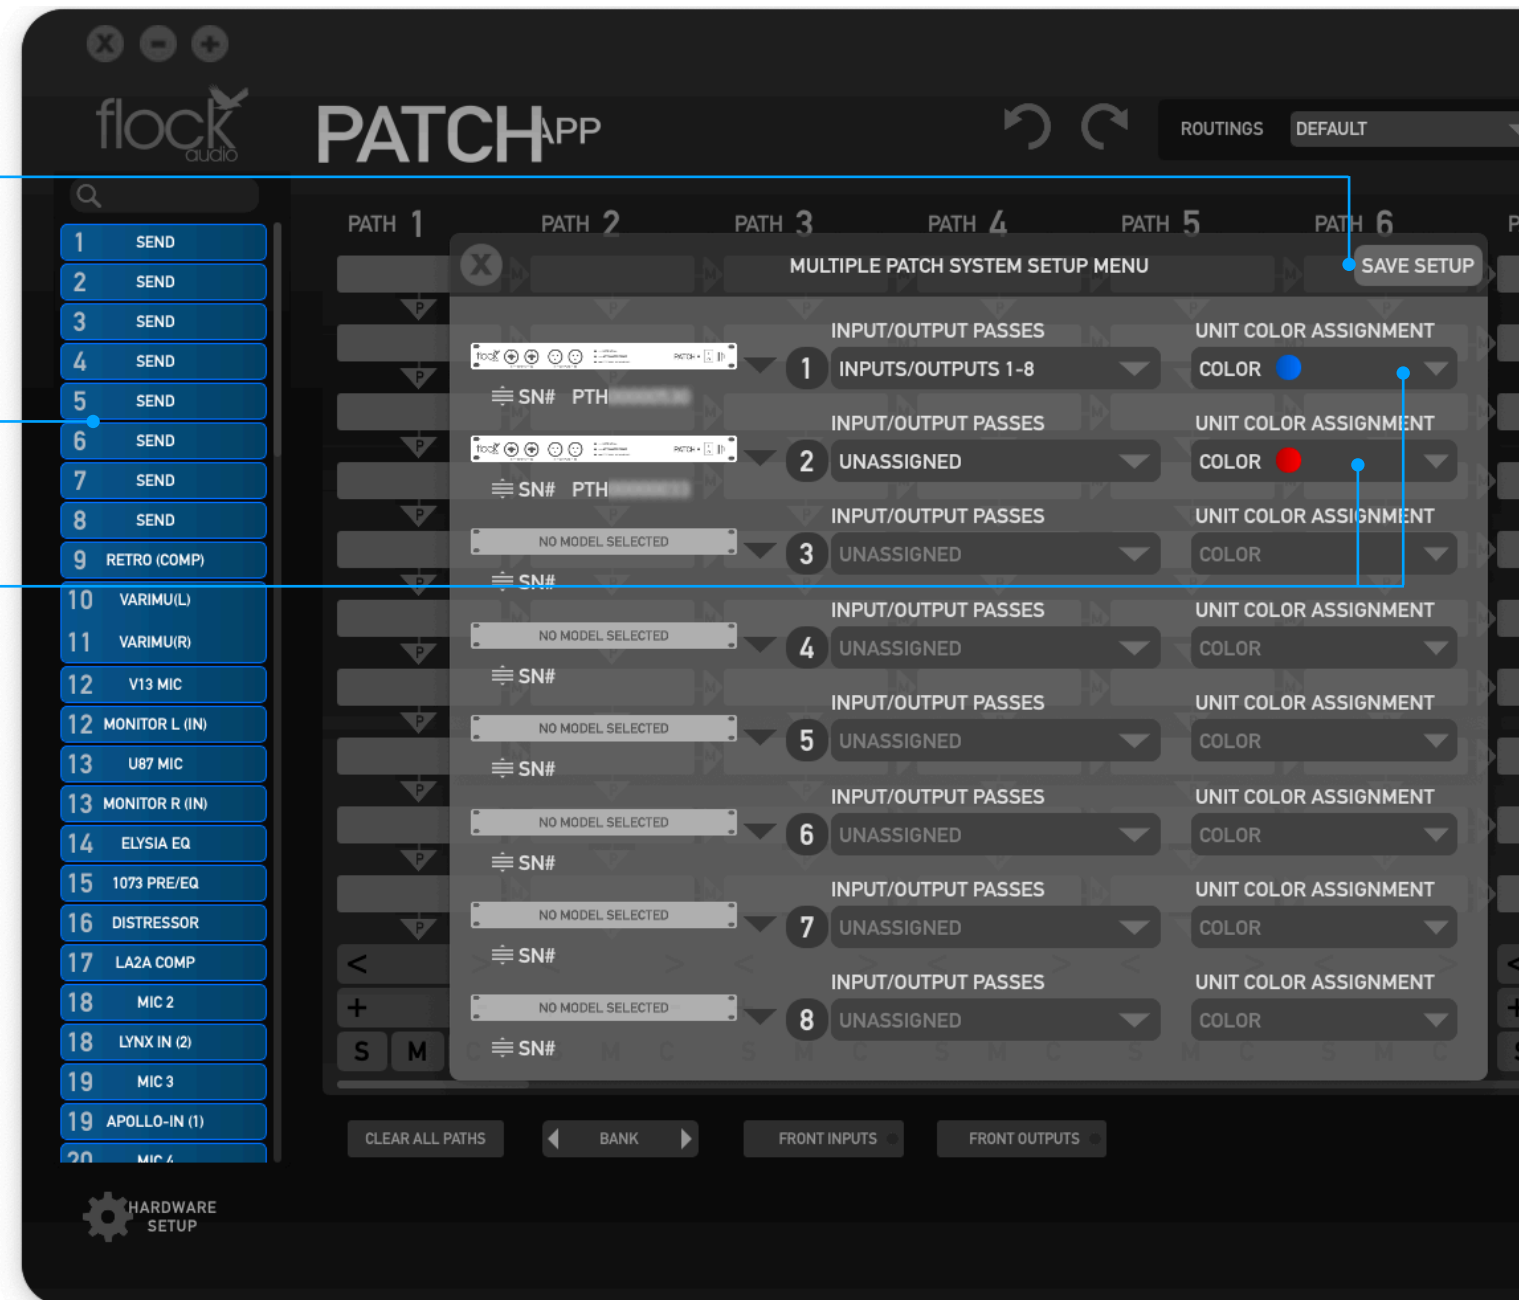 flock
audio
PATCH APP
ROUTINGS DEFAULT
PATH 1 PATH 2 PATH 3 PATH 4 PATH 5 PATH 6
1 SEND
2 SEND
3 SEND
4 SEND
5 SEND
6 SEND
7 SEND
8 SEND
9 RETRO (COMP)
10 VARIMU(L)
11 VARIMU(R)
12 V13 MIC
12 MONITOR L (IN)
13 U87 MIC
13 MONITOR R (IN)
14 ELYSIA EQ
15 1073 PRE/EQ
16 DISTRESSOR
17 LA2A COMP
18 MIC 2
18 LYNX IN (2)
19 MIC 3
19 APOLLO-IN (1)
20 MIC 4
HARDWARE
SETUP
X MULTIPLE PATCH SYSTEM SETUP MENU SAVE SETUP
INPUT/OUTPUT PASSES UNIT COLOR ASSIGNMENT
1 INPUTS/OUTPUTS 1-8 COLOR
SN# PTH
INPUT/OUTPUT PASSES UNIT COLOR ASSIGNMENT
2 UNASSIGNED COLOR
SN# PTH
INPUT/OUTPUT PASSES UNIT COLOR ASSIGNMENT
NO MODEL SELECTED 3 UNASSIGNED COLOR
SN#
INPUT/OUTPUT PASSES UNIT COLOR ASSIGNMENT
NO MODEL SELECTED 4 UNASSIGNED COLOR
SN#
INPUT/OUTPUT PASSES UNIT COLOR ASSIGNMENT
NO MODEL SELECTED 5 UNASSIGNED COLOR
SN#
INPUT/OUTPUT PASSES UNIT COLOR ASSIGNMENT
NO MODEL SELECTED 6 UNASSIGNED COLOR
SN#
INPUT/OUTPUT PASSES UNIT COLOR ASSIGNMENT
NO MODEL SELECTED 7 UNASSIGNED COLOR
SN#
INPUT/OUTPUT PASSES UNIT COLOR ASSIGNMENT
NO MODEL SELECTED 8 UNASSIGNED COLOR
SN#
S M
CLEAR ALL PATHS BANK FRONT INPUTS FRONT OUTPUTS